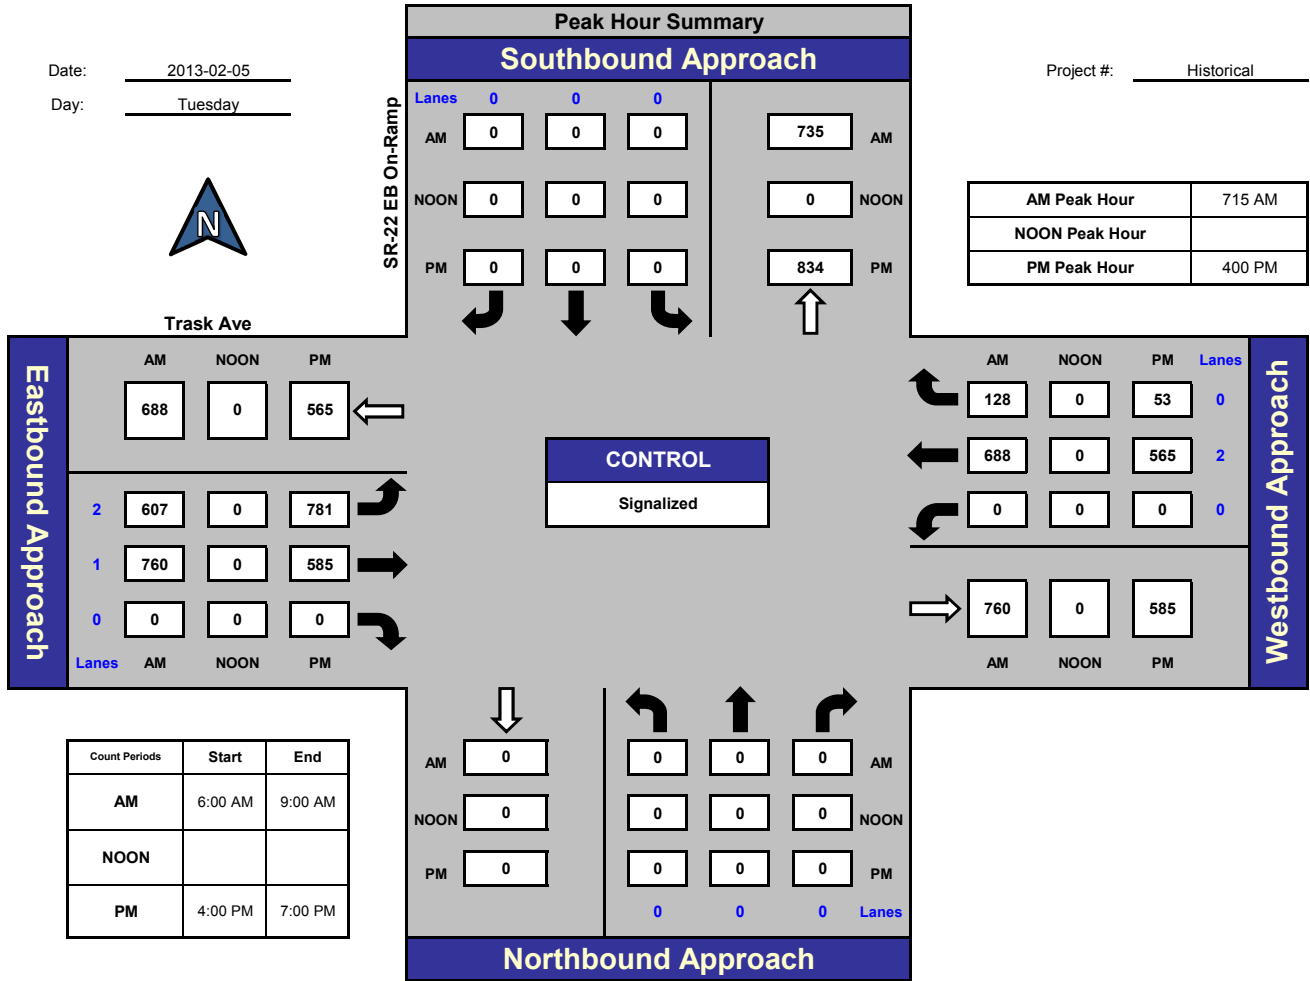 Peak Hour Summary
Southbound Approach
Date: 2013-02-05
Project #: Historical
Day: Tuesday
SR-22 EB On-Ramp
Lanes 0 0 0
AM 0 0 0 735 AM
NOON 0 0 0 0 NOON
PM 0 0 0 834 PM
N
AM Peak Hour 715 AM
NOON Peak Hour
PM Peak Hour 400 PM
Trask Ave
Eastbound Approach
AM NOON PM
688 0 565
2 607 0 781
1 760 0 585
0 0 0 0
Lanes AM NOON PM
CONTROL
Signalized
AM NOON PM Lanes
128 0 53 0
688 0 565 2
0 0 0 0
760 0 585
AM NOON PM
Westbound Approach
Count Periods Start End
AM 6:00 AM 9:00 AM
NOON
PM 4:00 PM 7:00 PM
AM 0 0 0 0 AM
NOON 0 0 0 0 NOON
PM 0 0 0 0 PM
0 0 0 Lanes
Northbound Approach